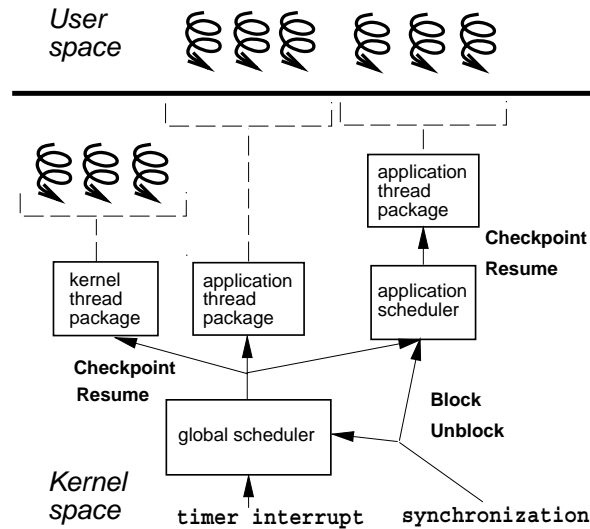 User
space
application
thread
package
Checkpoint
Resume
kernel
thread
package
application
thread
package
application
scheduler
Checkpoint
Resume
Block
Unblock
global scheduler
Kernel
space
timer interrupt
synchronization